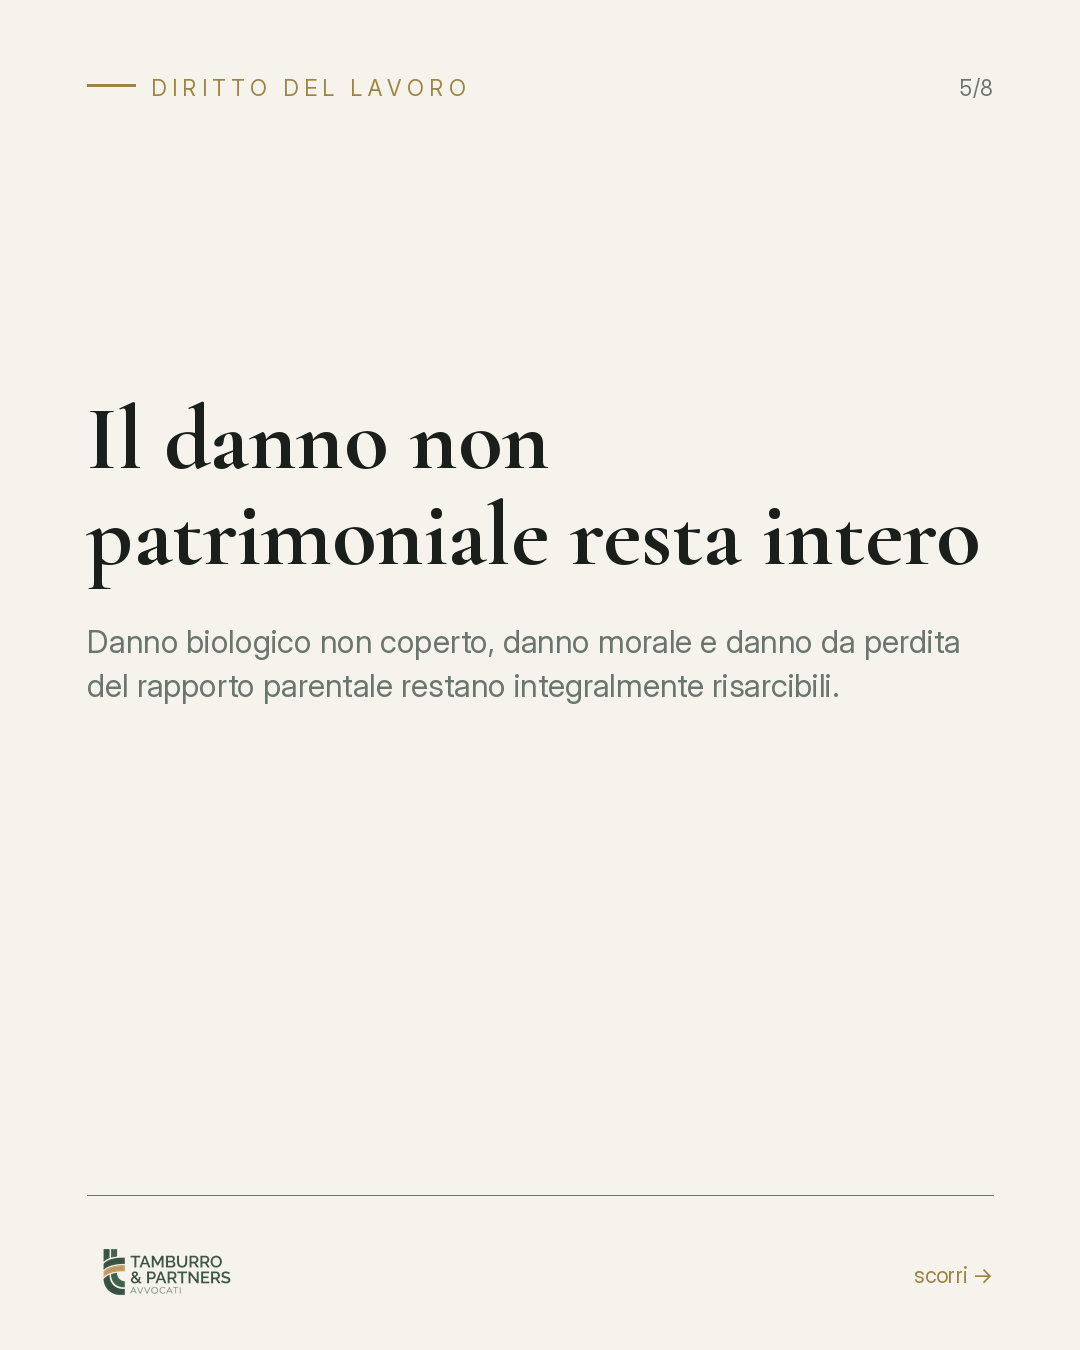 DIRITTO DEL LAVORO
5/8
Il danno non
patrimoniale resta intero
Danno biologico non coperto, danno morale e danno da perdita
del rapporto parentale restano integralmente risarcibili.
TAMBURRO
& PARTNERS
AVVOCATI
scorri →